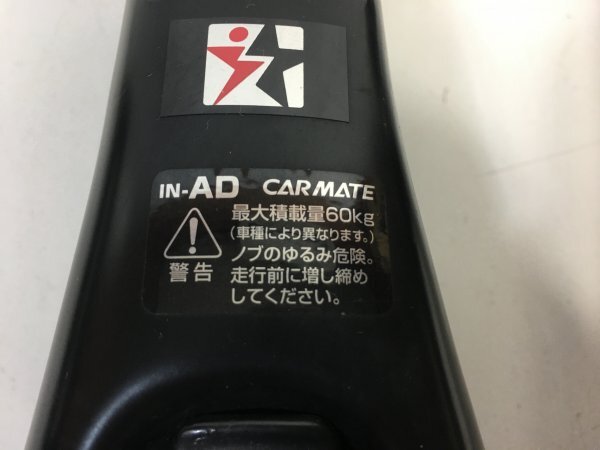 IN-AD CARMATE
最大積載量60kg
(車種により異なります。)
ノブのゆるみ危険。
走行前に増し締め
してください。
警告